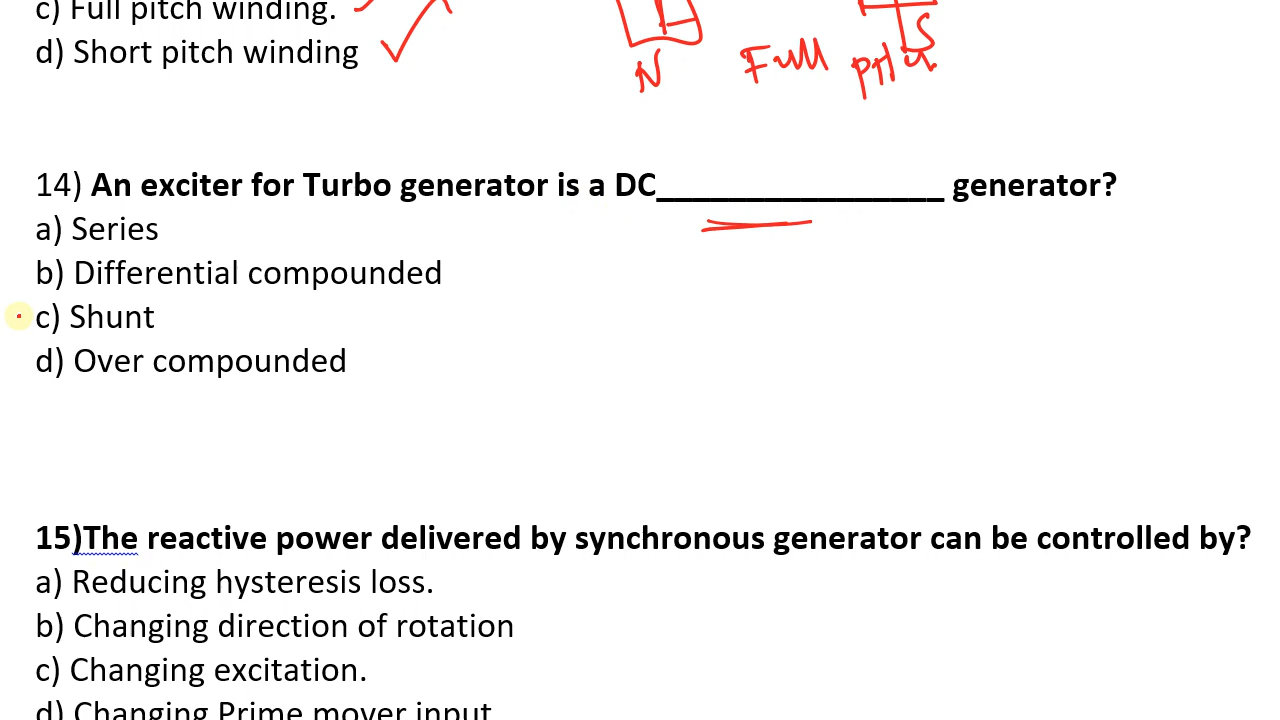 c) Full pitch winding.
d) Short pitch winding
N Full pitch S
14) An exciter for Turbo generator is a DC________________ generator?
a) Series
b) Differential compounded
c) Shunt
d) Over compounded
15)The reactive power delivered by synchronous generator can be controlled by?
a) Reducing hysteresis loss.
b) Changing direction of rotation
c) Changing excitation.
d) Changing Prime mover input